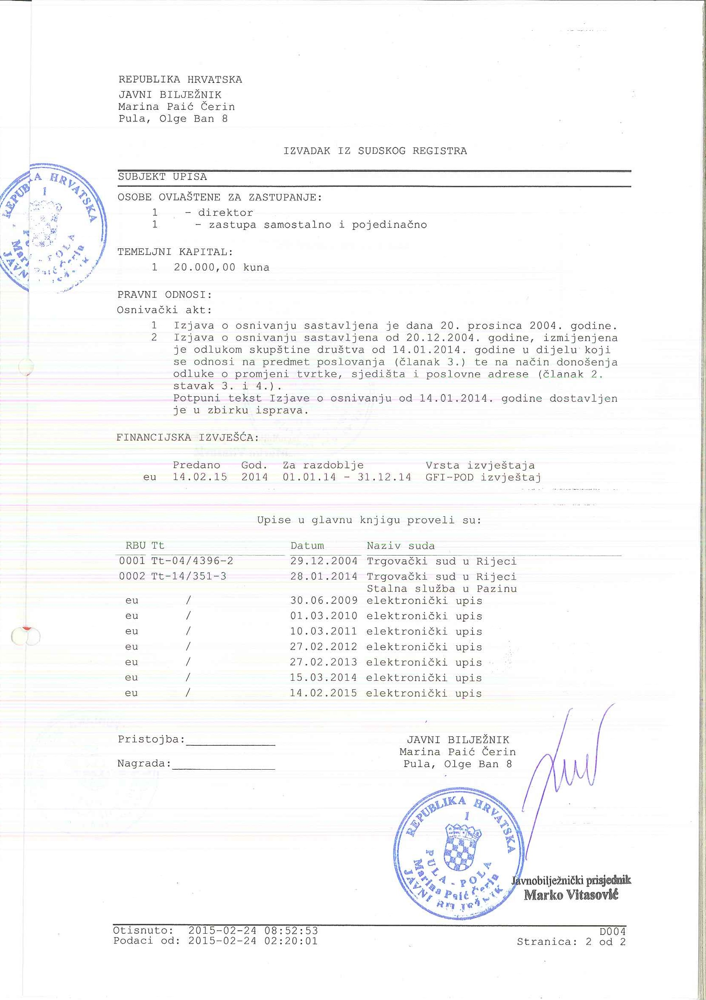 REPUBLIKA HRVATSKA
JAVNI BILJEŽNIK
Marina Paić Čerin
Pula, Olge Ban 8
IZVADAK IZ SUDSKOG REGISTRA
SUBJEKT UPISA
REPUBLIKA HRVATSKA
1
OSOBE OVLAŠTENE ZA ZASTUPANJE:
1 - direktor
1 - zastupa samostalno i pojedinačno
TEMELJNI KAPITAL:
1 20.000,00 kuna
PRAVNI ODNOSI:
Osnivački akt:
1 Izjava o osnivanju sastavljena je dana 20. prosinca 2004. godine.
2 Izjava o osnivanju sastavljena od 20.12.2004. godine, izmijenjena
je odlukom skupštine društva od 14.01.2014. godine u dijelu koji
se odnosi na predmet poslovanja (članak 3.) te na način donošenja
odluke o promjeni tvrtke, sjedišta i poslovne adrese (članak 2.
stavak 3. i 4.).
Potpuni tekst Izjave o osnivanju od 14.01.2014. godine dostavljen
je u zbirku isprava.
FINANCIJSKA IZVJEŠĆA:
Predano God. Za razdoblje Vrsta izvještaja
eu 14.02.15 2014 01.01.14 - 31.12.14 GFI-POD izvještaj
Upise u glavnu knjigu proveli su:
RBU Tt Datum Naziv suda
0001 Tt-04/4396-2 29.12.2004 Trgovački sud u Rijeci
0002 Tt-14/351-3 28.01.2014 Trgovački sud u Rijeci
Stalna služba u Pazinu
eu / 30.06.2009 elektronički upis
eu / 01.03.2010 elektronički upis
eu / 10.03.2011 elektronički upis
eu / 27.02.2012 elektronički upis
eu / 27.02.2013 elektronički upis
eu / 15.03.2014 elektronički upis
eu / 14.02.2015 elektronički upis
Pristojba:
Nagrada:
JAVNI BILJEŽNIK
Marina Paić Čerin
Pula, Olge Ban 8
REPUBLIKA HRVATSKA
1
PULA - POLA
Marina Paić Čerin
JAVNI BILJEŽNIK
Javnobilježnički prisjednik
Marko Vitasović
Otisnuto: 2015-02-24 08:52:53 D004
Podaci od: 2015-02-24 02:20:01 Stranica: 2 od 2